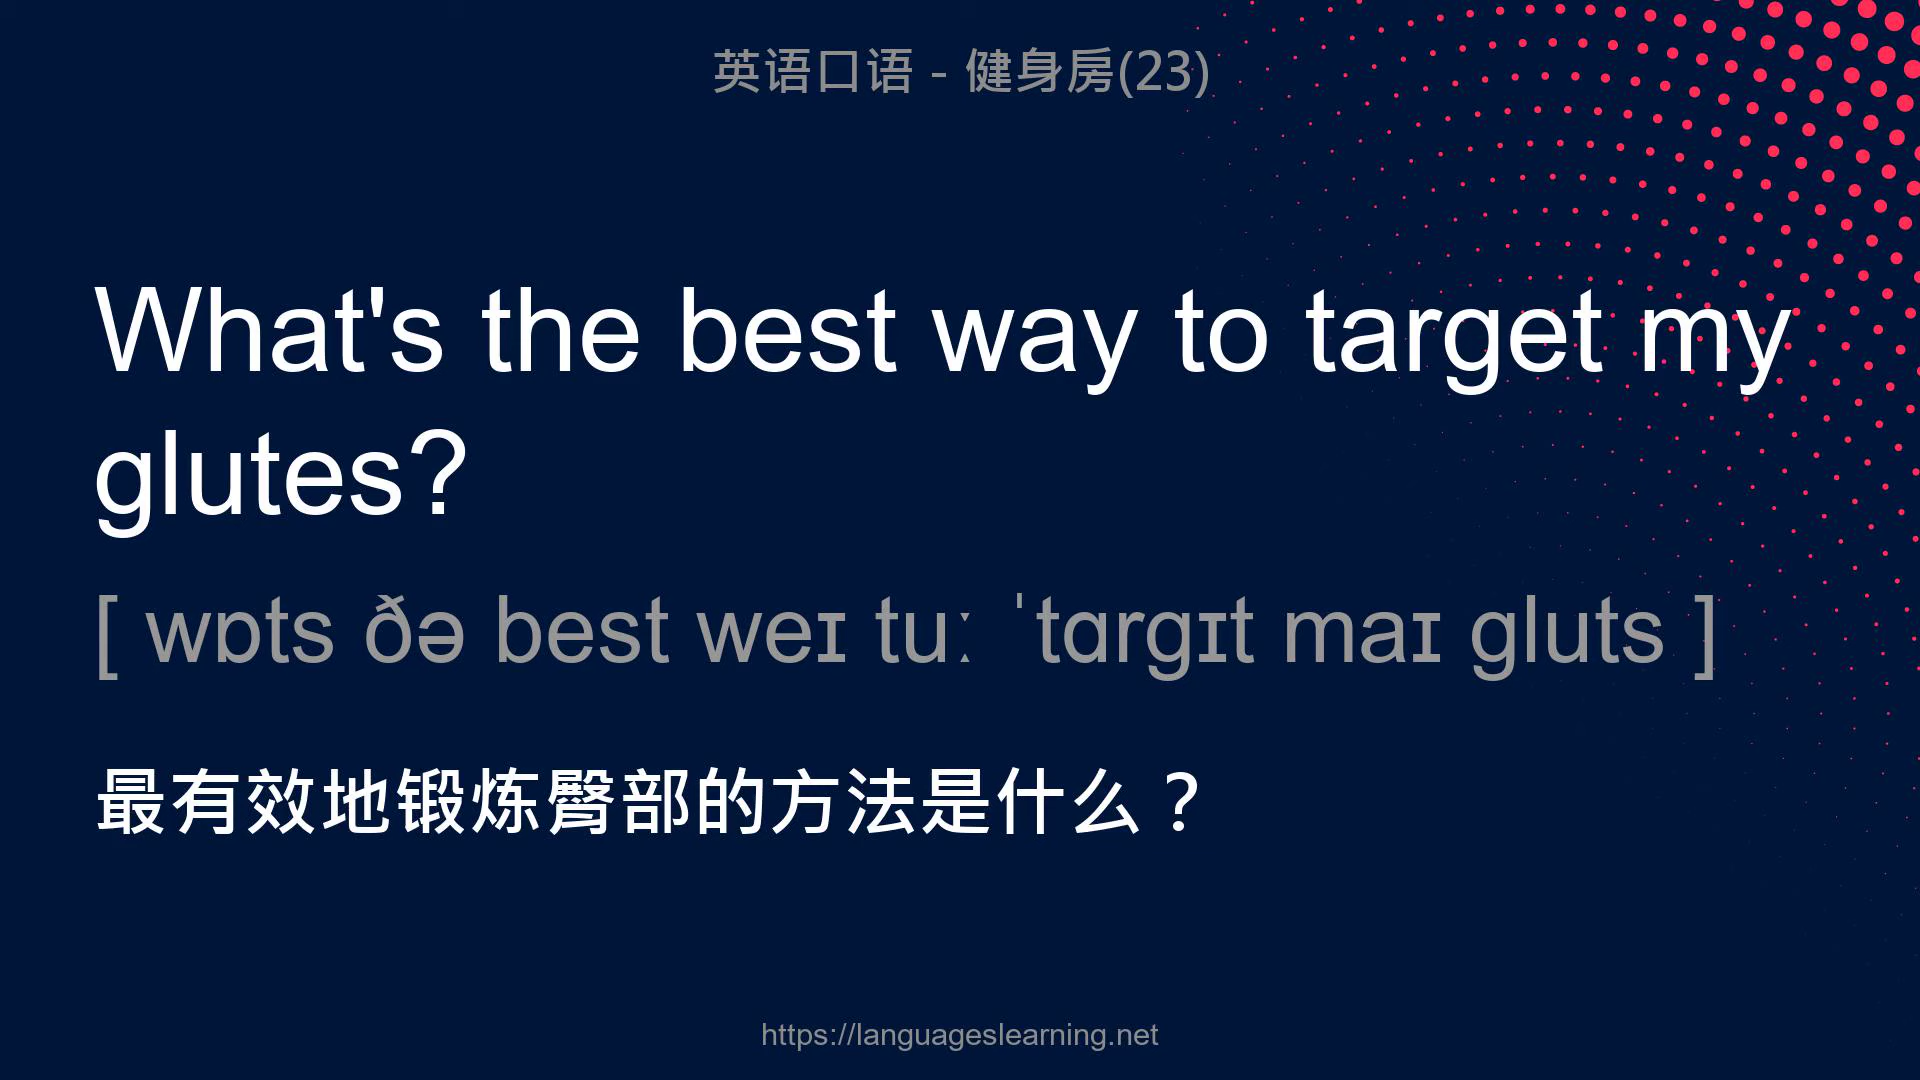 英语口语 - 健身房(23)
What's the best way to target my
glutes?
[ wɒts ðə best weɪ tuː ˈtɑrgɪt maɪ gluts ]
最有效地锻炼臀部的方法是什么？
https://languageslearning.net